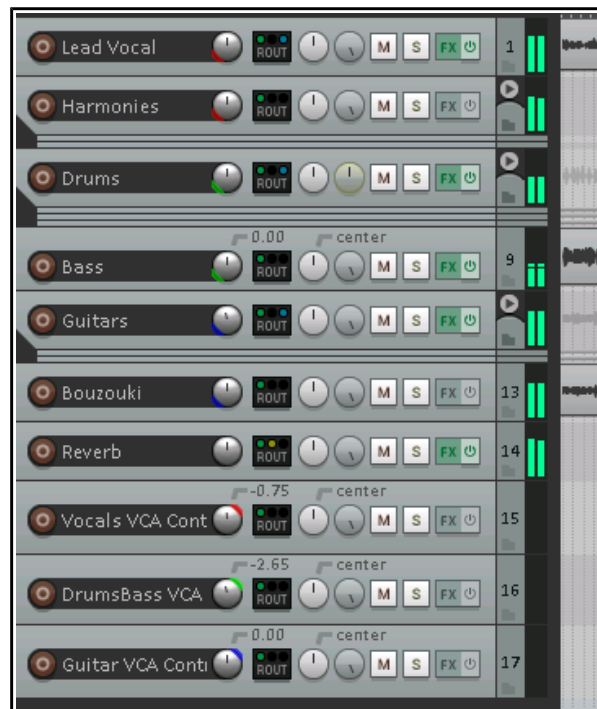 Lead Vocal ROUT M S FX 1
Harmonies ROUT M S FX
Drums ROUT M S FX
0.00 center
Bass ROUT M S FX 9
Guitars ROUT M S FX
Bouzouki ROUT M S FX 13
Reverb ROUT M S FX 14
-0.75 center
Vocals VCA Cont ROUT M S FX 15
-2.65 center
DrumsBass VCA ROUT M S FX 16
0.00 center
Guitar VCA Contr ROUT M S FX 17